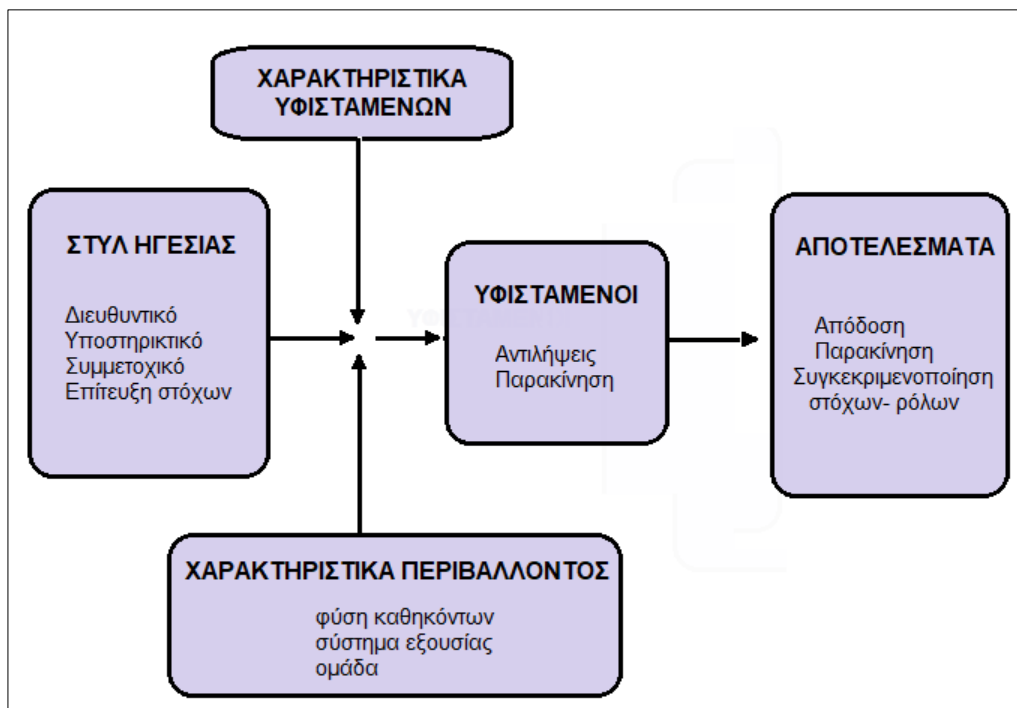 ΧΑΡΑΚΤΗΡΙΣΤΙΚΑ
ΥΦΙΣΤΑΜΕΝΩΝ
ΣΤΥΛ ΗΓΕΣΙΑΣ
Διευθυντικό
Υποστηρικτικό
Συμμετοχικό
Επίτευξη στόχων
ΥΦΙΣΤΑΜΕΝΟΙ
Αντιλήψεις
Παρακίνηση
ΑΠΟΤΕΛΕΣΜΑΤΑ
Απόδοση
Παρακίνηση
Συγκεκριμενοποίηση
στόχων- ρόλων
ΧΑΡΑΚΤΗΡΙΣΤΙΚΑ ΠΕΡΙΒΑΛΛΟΝΤΟΣ
φύση καθηκόντων
σύστημα εξουσίας
ομάδα